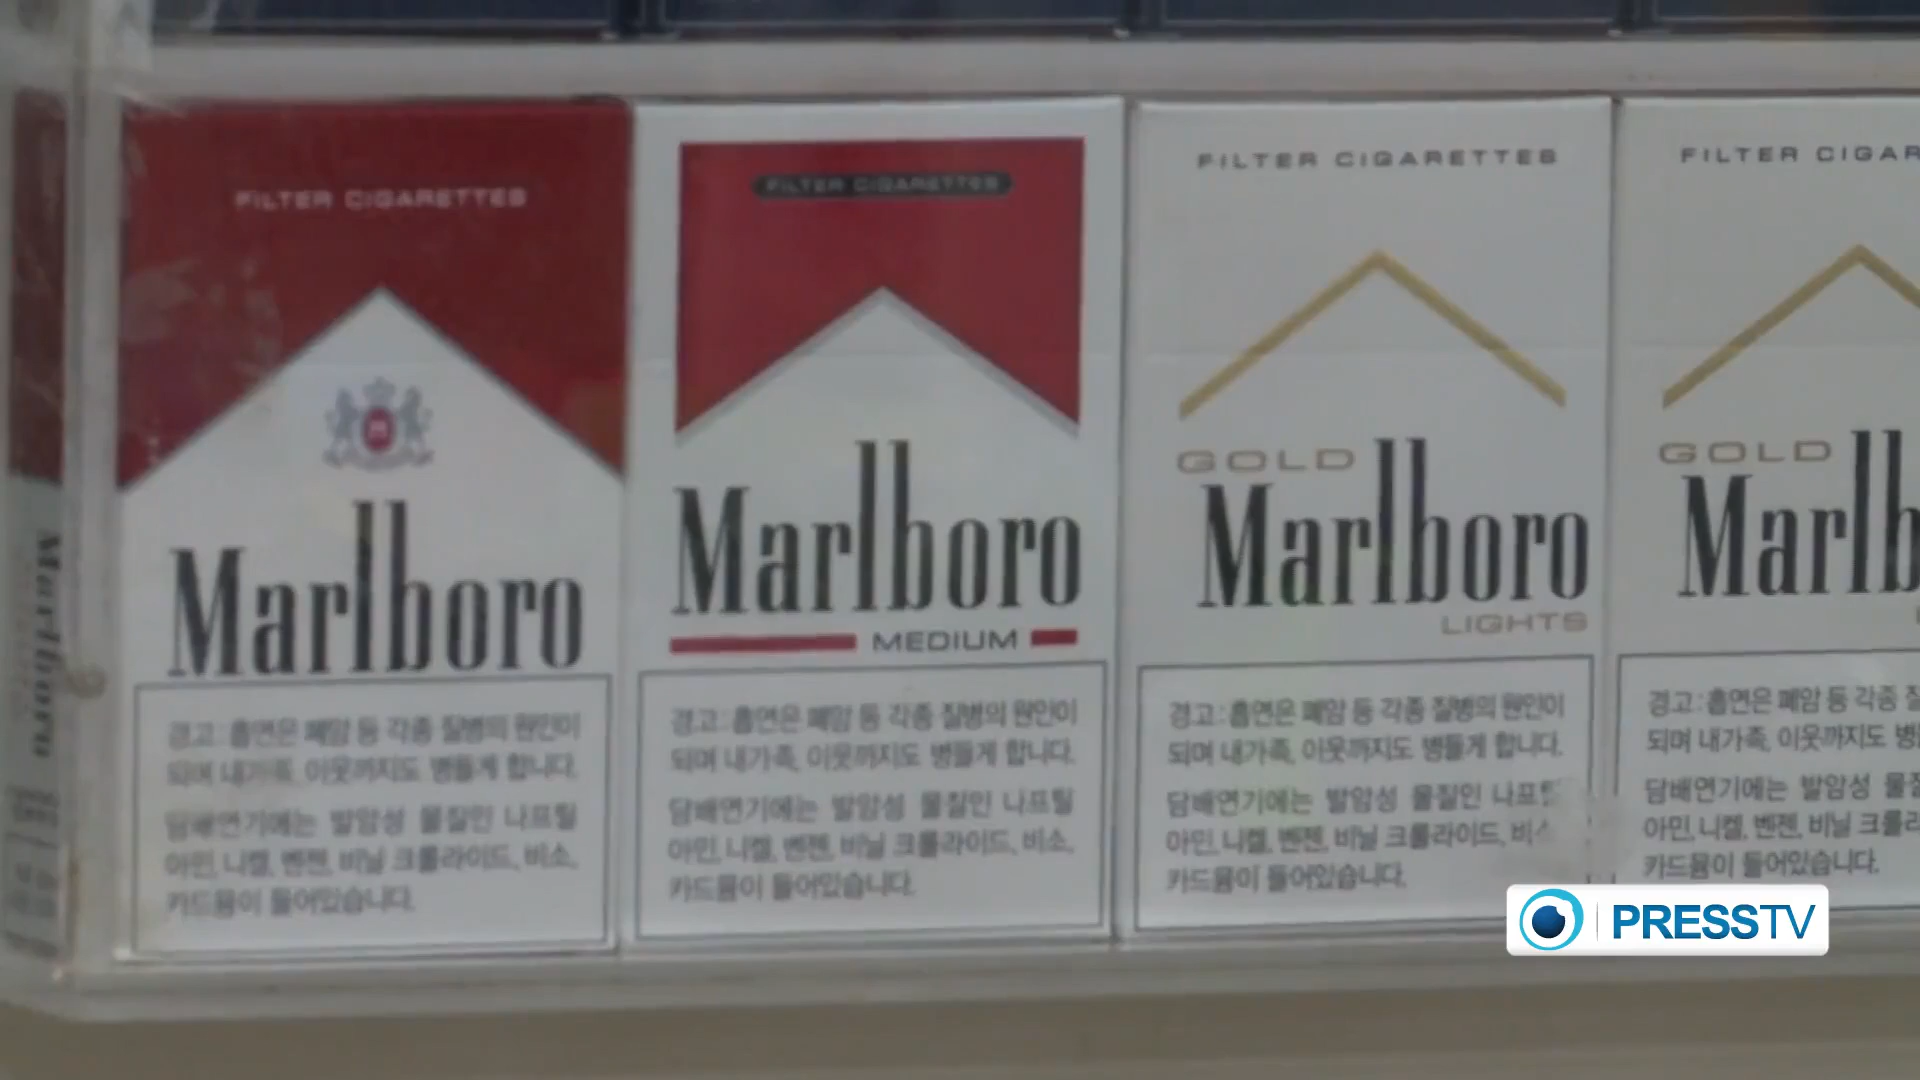 FILTER CIGARETTES
Marlboro
경고: 흡연은 폐암 등 각종 질병의 원인이
되며 내가족, 이웃까지도 병들게 합니다.
담배연기에는 발암성 물질인 나프틸
아민, 니켈, 벤젠, 비닐 크롤라이드, 비소,
카드뮴이 들어있습니다.
FILTER CIGARETTES
Marlboro
MEDIUM
경고: 흡연은 폐암 등 각종 질병의 원인이
되며 내가족, 이웃까지도 병들게 합니다.
담배연기에는 발암성 물질인 나프틸
아민, 니켈, 벤젠, 비닐 크롤라이드, 비소,
카드뮴이 들어있습니다.
FILTER CIGARETTES
GOLD
Marlboro
LIGHTS
경고: 흡연은 폐암 등 각종 질병의 원인이
되며 내가족, 이웃까지도 병들게 합니다.
담배연기에는 발암성 물질인 나프틸
아민, 니켈, 벤젠, 비닐 크롤라이드,
카드뮴이 들어있습니다.
FILTER CIGAR
GOLD
Marlb
경고: 흡연은 폐암 등 각종
되며 내가족, 이웃까지도
담배연기에는 발암성
아민, 니켈, 벤젠, 비닐
카드뮴이 들어있습니다.
Marlboro
PRESSTV